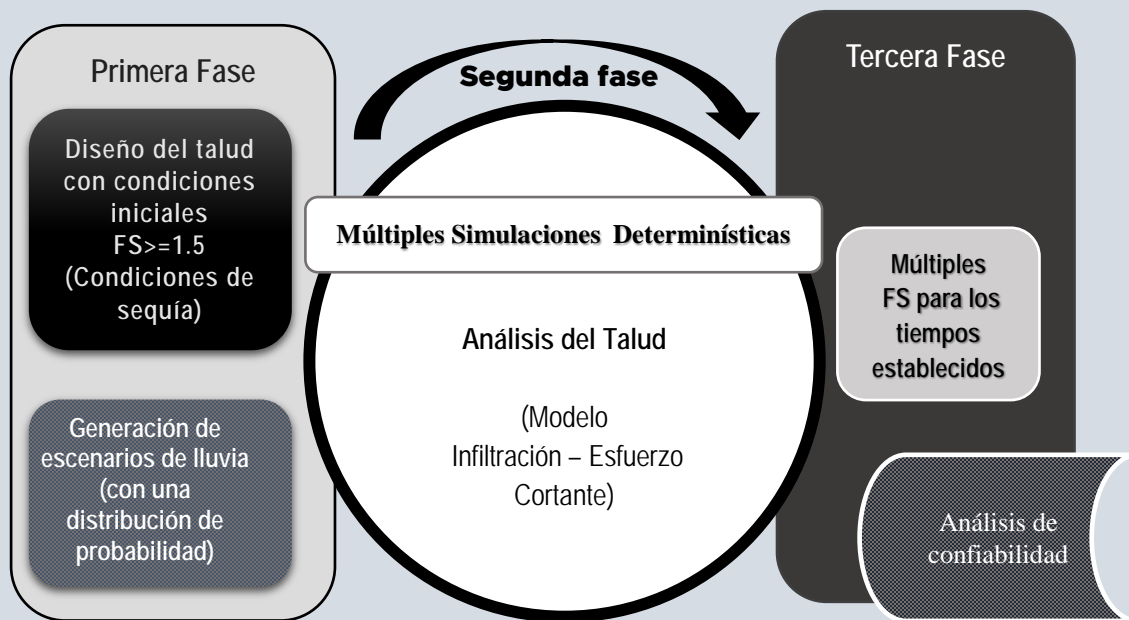 Primera Fase
Diseño del talud
con condiciones
iniciales
FS>=1.5
(Condiciones de
sequía)
Generación de
escenarios de lluvia
(con una
distribución de
probabilidad)
Segunda fase
Múltiples Simulaciones Determinísticas
Análisis del Talud
(Modelo
Infiltración – Esfuerzo
Cortante)
Tercera Fase
Múltiples
FS para los
tiempos
establecidos
Análisis de
confiabilidad